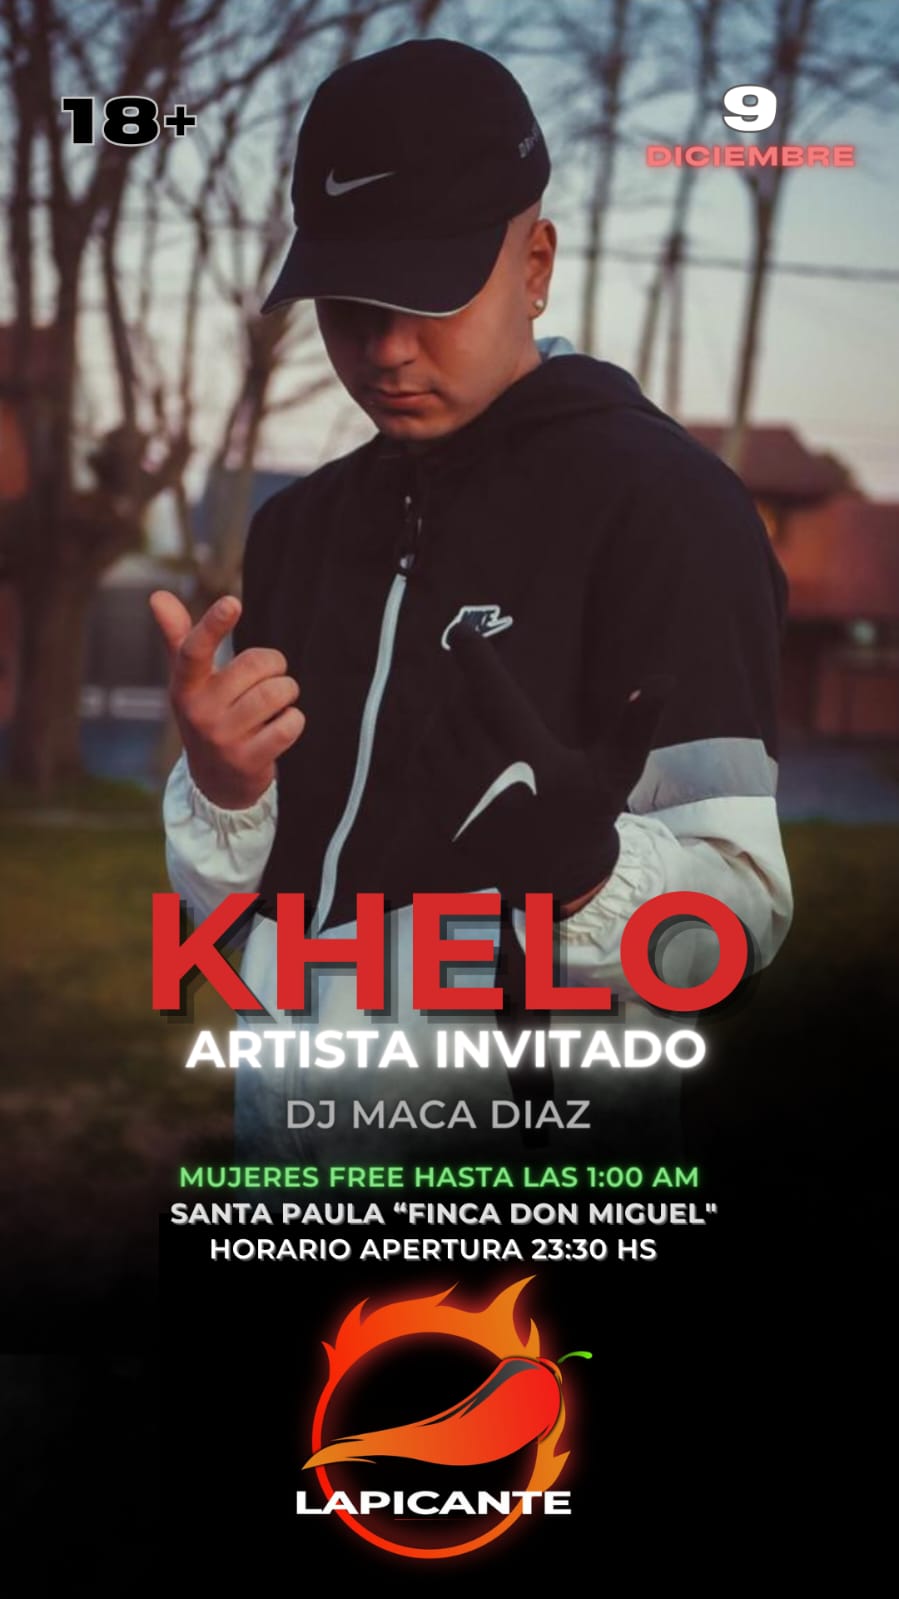 18+
9
DICIEMBRE
KHELO
ARTISTA INVITADO
DJ MACA DIAZ
MUJERES FREE HASTA LAS 1:00 AM
SANTA PAULA “FINCA DON MIGUEL"
HORARIO APERTURA 23:30 HS
LAPICANTE